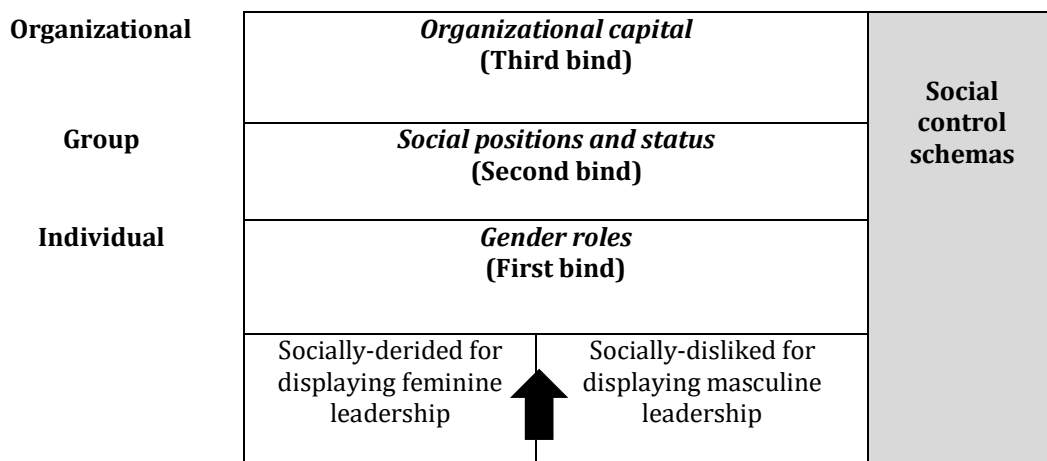 Organizational
Organizational capital
(Third bind)
Social
control
schemas
Group
Social positions and status
(Second bind)
Individual
Gender roles
(First bind)
Socially-derided for
displaying feminine
leadership
Socially-disliked for
displaying masculine
leadership